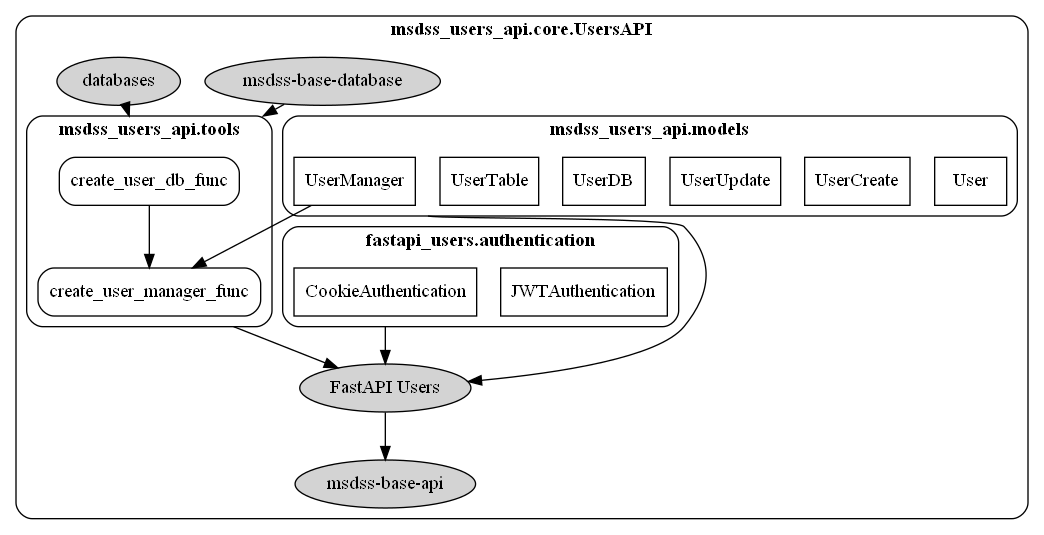 msdss_users_api.core.UsersAPI
databases
msdss-base-database
msdss_users_api.tools
msdss_users_api.models
create_user_db_func
UserManager
UserTable
UserDB
UserUpdate
UserCreate
User
fastapi_users.authentication
create_user_manager_func
CookieAuthentication
JWTAuthentication
FastAPI Users
msdss-base-api